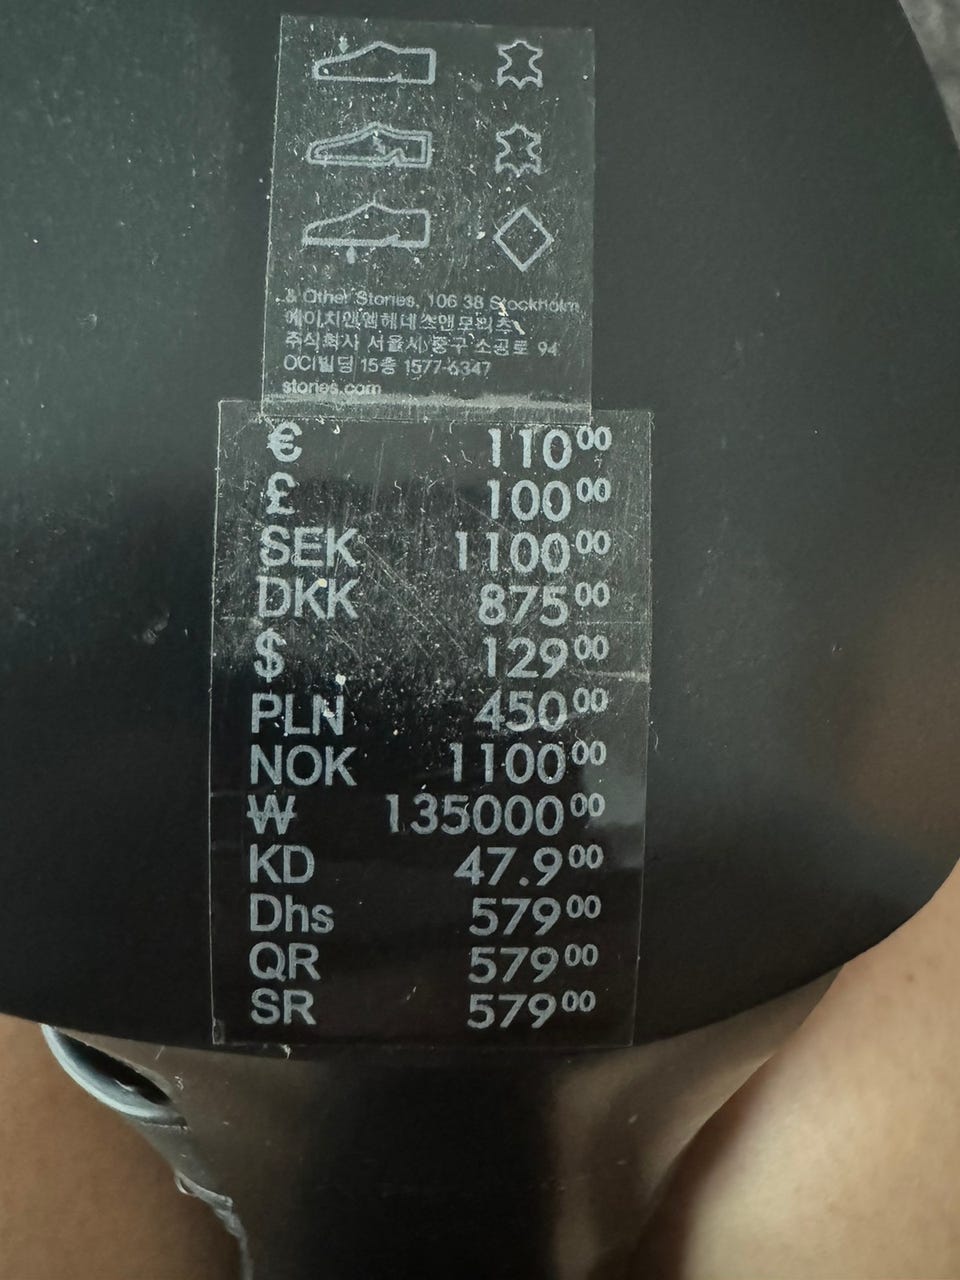 & Other Stories, 106 38 Stockholm
에이치앤엠헤네스앤모리츠
주식회사 서울시 중구 소공로 94
OCI빌딩 15층 1577-6347
stories.com
€ 110 00
£ 100 00
SEK 1100 00
DKK 875 00
$ 129 00
PLN 450 00
NOK 1100 00
₩ 135000 00
KD 47.9 00
Dhs 579 00
QR 579 00
SR 579 00